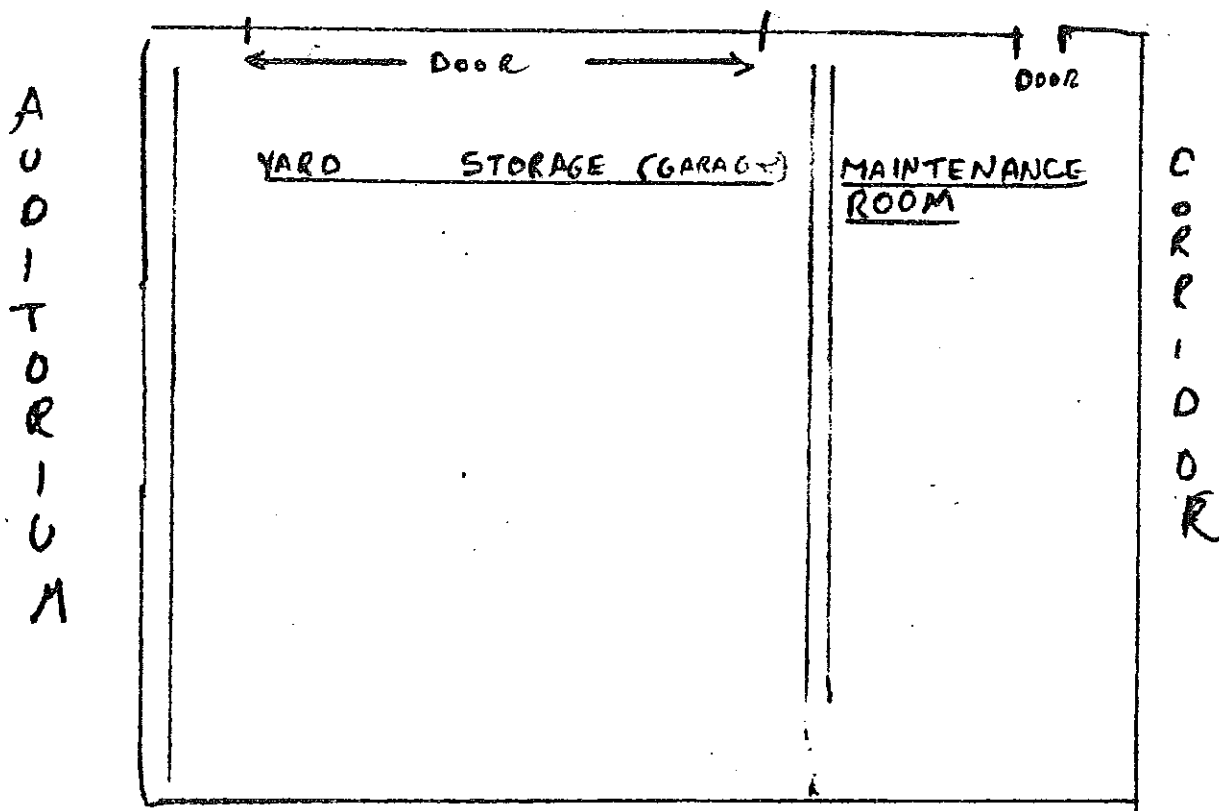 DOOR
DOOR
YARD STORAGE (GARAGE)
MAINTENANCE
ROOM
AUDITORIUM
CORRIDOR